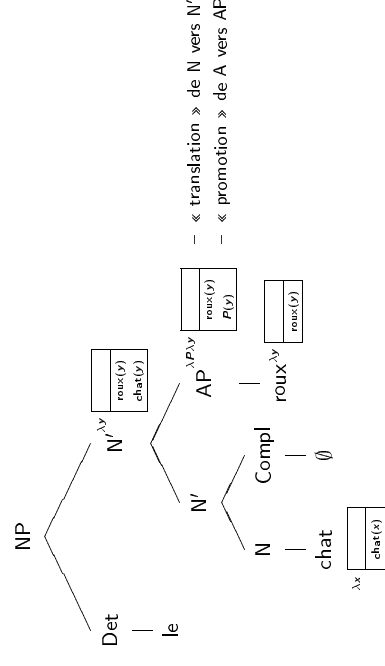 NP
Det
N′ λy
roux(y)
chat(y)
le
N′
AP λPλy
roux(y)
P(y)
– « translation » de N vers N′
– « promotion » de A vers AP
N
Compl
roux λy
roux(y)
chat
∅
λx
chat(x)